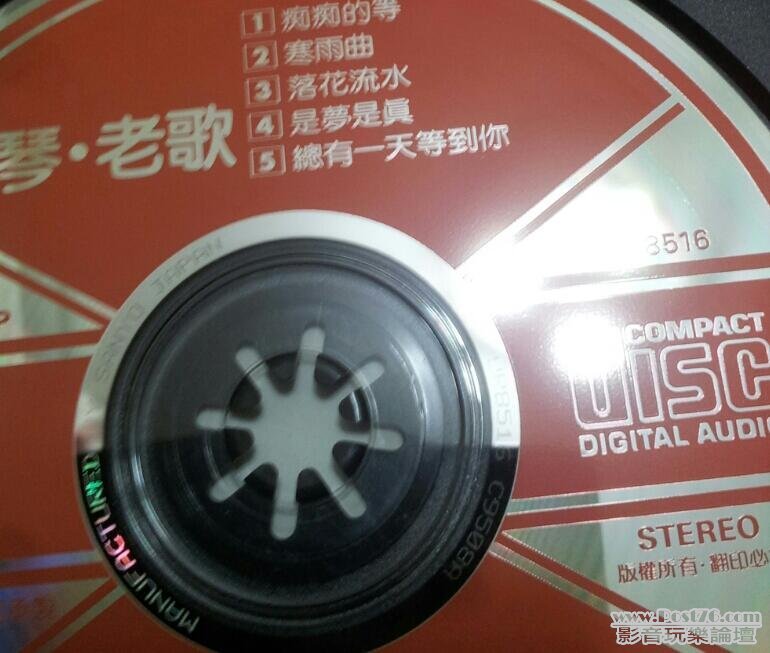 1 痴痴的等
2 寒雨曲
3 落花流水
4 是夢是眞
5 總有一天等到你
琴·老歌
8516
COMPACT
DISC
DIGITAL AUDIO
STEREO
版權所有·翻印必
SANYO JAPAN
8516 C9508A
MANUFACTURED
www.Post76.com
影音玩樂論壇